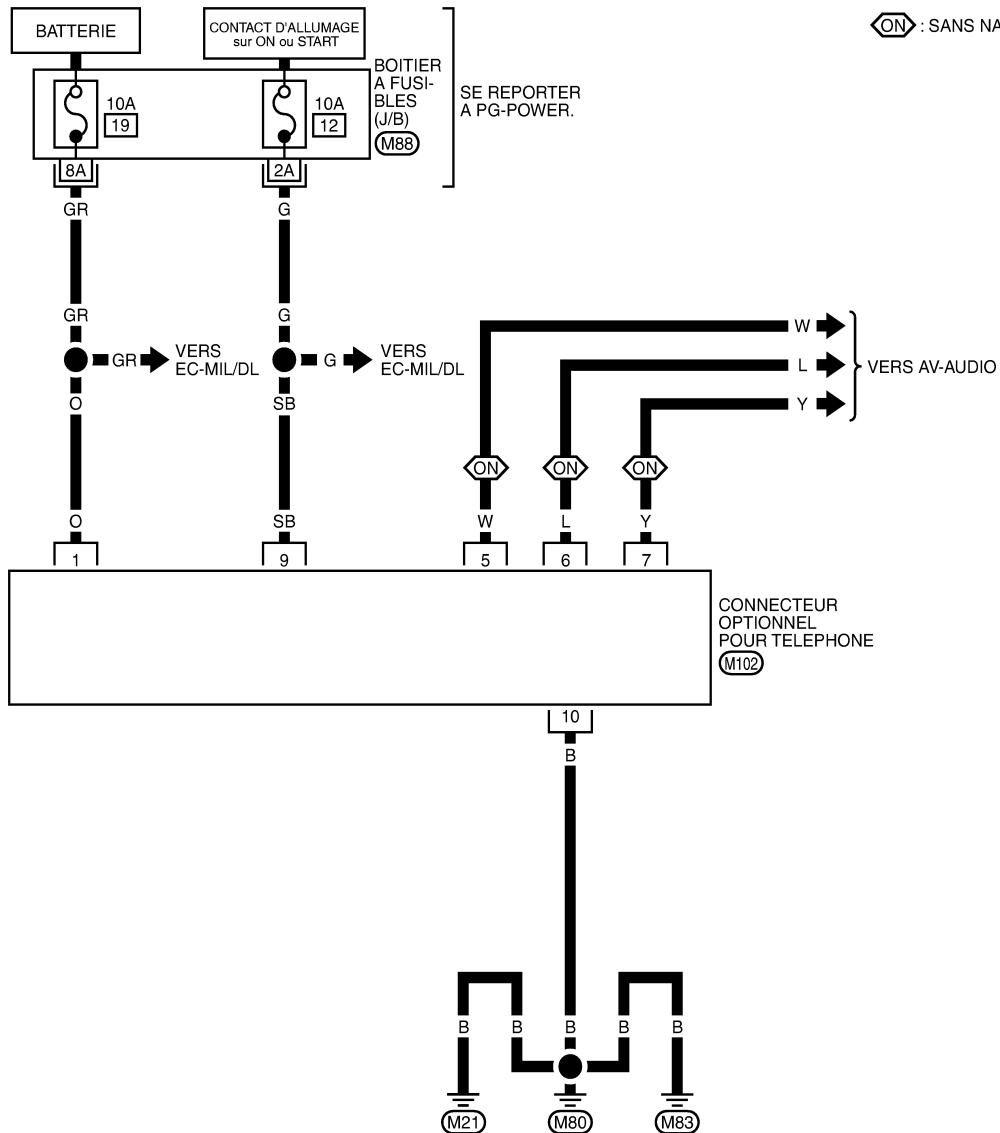 BATTERIE
CONTACT D'ALLUMAGE
sur ON ou START
ON : SANS NA
BOITIER
A FUSI-
BLES
(J/B)
M88
SE REPORTER
A PG-POWER.
10A
19
10A
12
8A
2A
GR
G
GR
G
GR
VERS
EC-MIL/DL
G
VERS
EC-MIL/DL
W
L
Y
VERS AV-AUDIO
O
SB
ON
ON
ON
O
SB
W
L
Y
1
9
5
6
7
CONNECTEUR
OPTIONNEL
POUR TELEPHONE
M102
10
B
B
B
B
B
B
M21
M80
M83